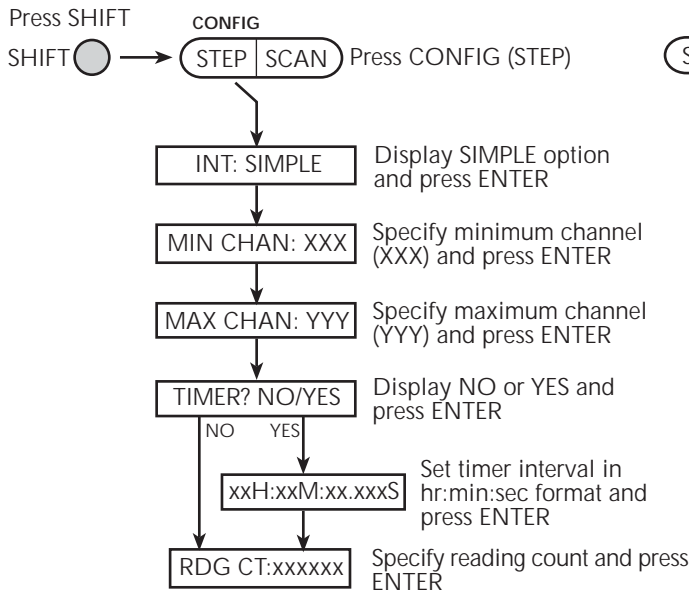 Press SHIFT
CONFIG
SHIFT
STEP SCAN
Press CONFIG (STEP)
S
INT: SIMPLE
Display SIMPLE option
and press ENTER
MIN CHAN: XXX
Specify minimum channel
(XXX) and press ENTER
MAX CHAN: YYY
Specify maximum channel
(YYY) and press ENTER
TIMER? NO/YES
Display NO or YES and
press ENTER
NO YES
xxH:xxM:xx.xxxS
Set timer interval in
hr:min:sec format and
press ENTER
RDG CT:xxxxxx
Specify reading count and press
ENTER